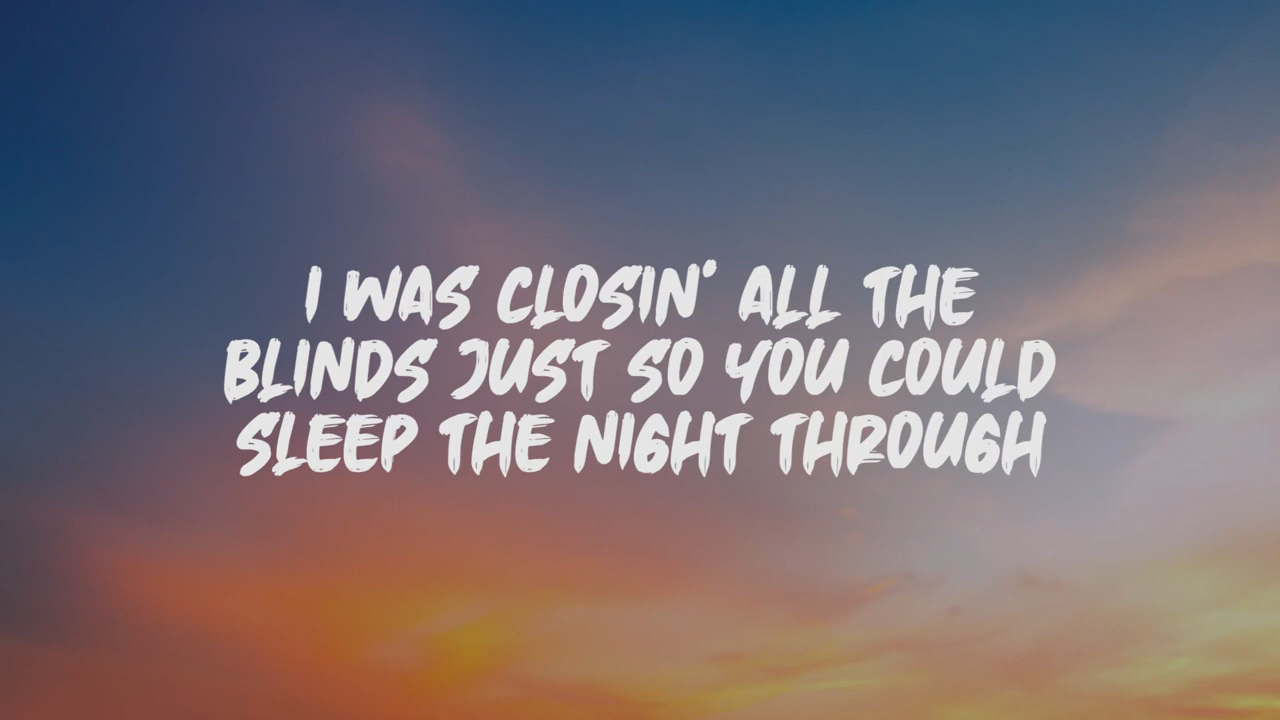 I WAS CLOSIN' ALL THE
BLINDS JUST SO YOU COULD
SLEEP THE NIGHT THROUGH